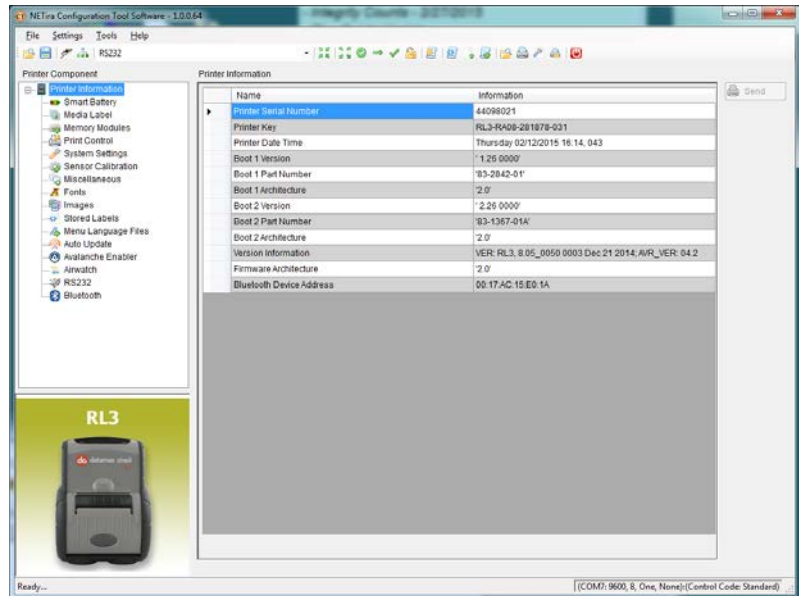 NETira Configuration Tool Software - 1.0.0.64
Integrity Counts - 2/27/2015
File Settings Tools Help
RS232
Printer Component
Printer Information
Smart Battery
Media Label
Memory Modules
Print Control
System Settings
Sensor Calibration
Miscellaneous
Fonts
Images
Stored Labels
Menu Language Files
Auto Update
Avalanche Enabler
Airwatch
RS232
Bluetooth
RL3
Printer Information
Name Information
Printer Serial Number 44098021
Printer Key RL3-RA08-281878-031
Printer Date Time Thursday 02/12/2015 16:14, 043
Boot 1 Version ' 1.25 0000'
Boot 1 Part Number '83-2842-01'
Boot 1 Architecture '2.0'
Boot 2 Version ' 2.26 0000'
Boot 2 Part Number '83-1367-01A'
Boot 2 Architecture '2.0'
Version Information VER: RL3, 8.05_0050 0003 Dec 21 2014; AVR_VER: 04.2
Firmware Architecture '2.0'
Bluetooth Device Address 00:17:AC:15:E0:1A
Send
Ready...
(COM7: 9600, 8, One, None):(Control Code: Standard)